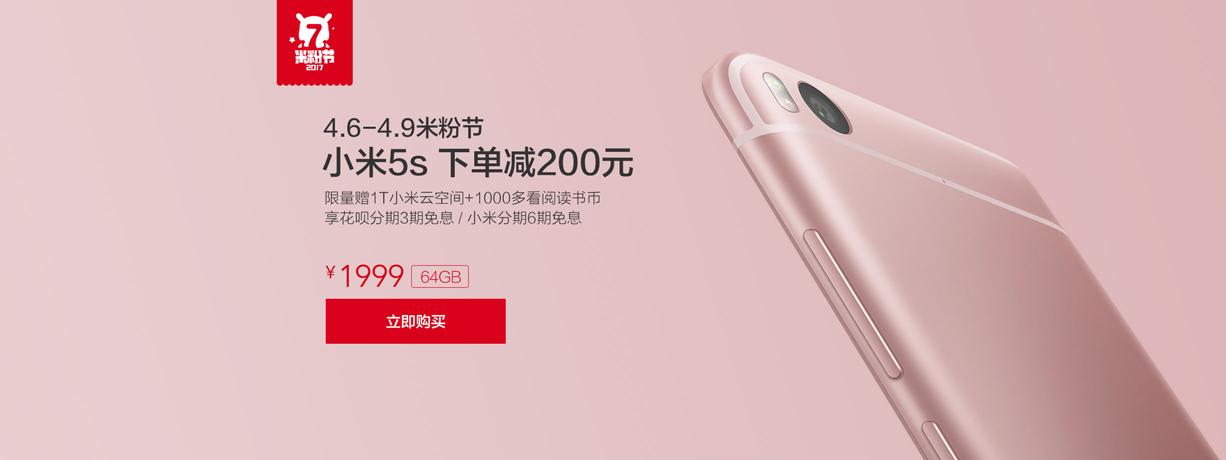 7
米粉节
2017
4.6-4.9米粉节
小米5s 下单减200元
限量赠1T小米云空间+1000多看阅读书币
享花呗分期3期免息 / 小米分期6期免息
¥1999 64GB
立即购买